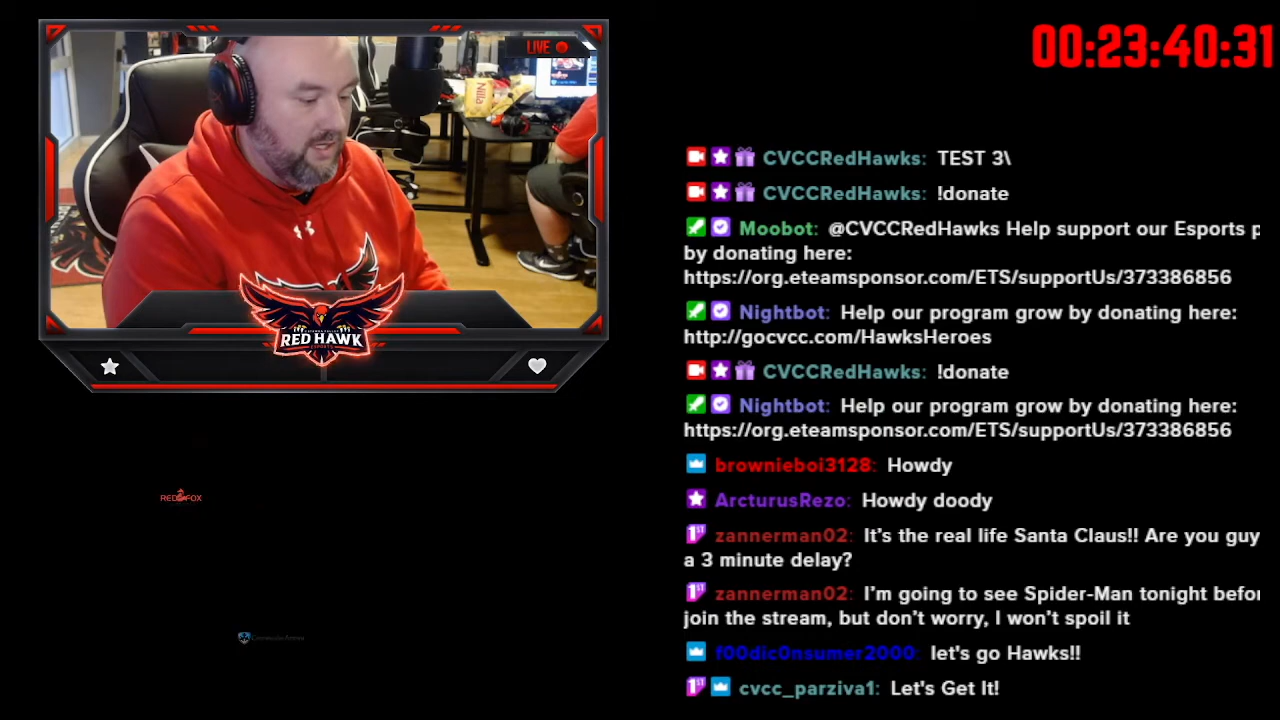 LIVE
00:23:40:31
Nilla
CVCCRedHawks: TEST 3\
CVCCRedHawks: !donate
Moobot: @CVCCRedHawks Help support our Esports p
by donating here:
https://org.eteamsponsor.com/ETS/supportUs/373386856
Nightbot: Help our program grow by donating here:
http://gocvcc.com/HawksHeroes
CVCCRedHawks: !donate
Nightbot: Help our program grow by donating here:
https://org.eteamsponsor.com/ETS/supportUs/373386856
brownieboi3128: Howdy
ArcturusRezo: Howdy doody
zannerman02: It's the real life Santa Claus!! Are you guy
a 3 minute delay?
zannerman02: I'm going to see Spider-Man tonight befor
join the stream, but don't worry, I won't spoil it
f00dic0nsumer2000: let's go Hawks!!
cvcc_parziva1: Let's Get It!
RED HAWK
RED FOX